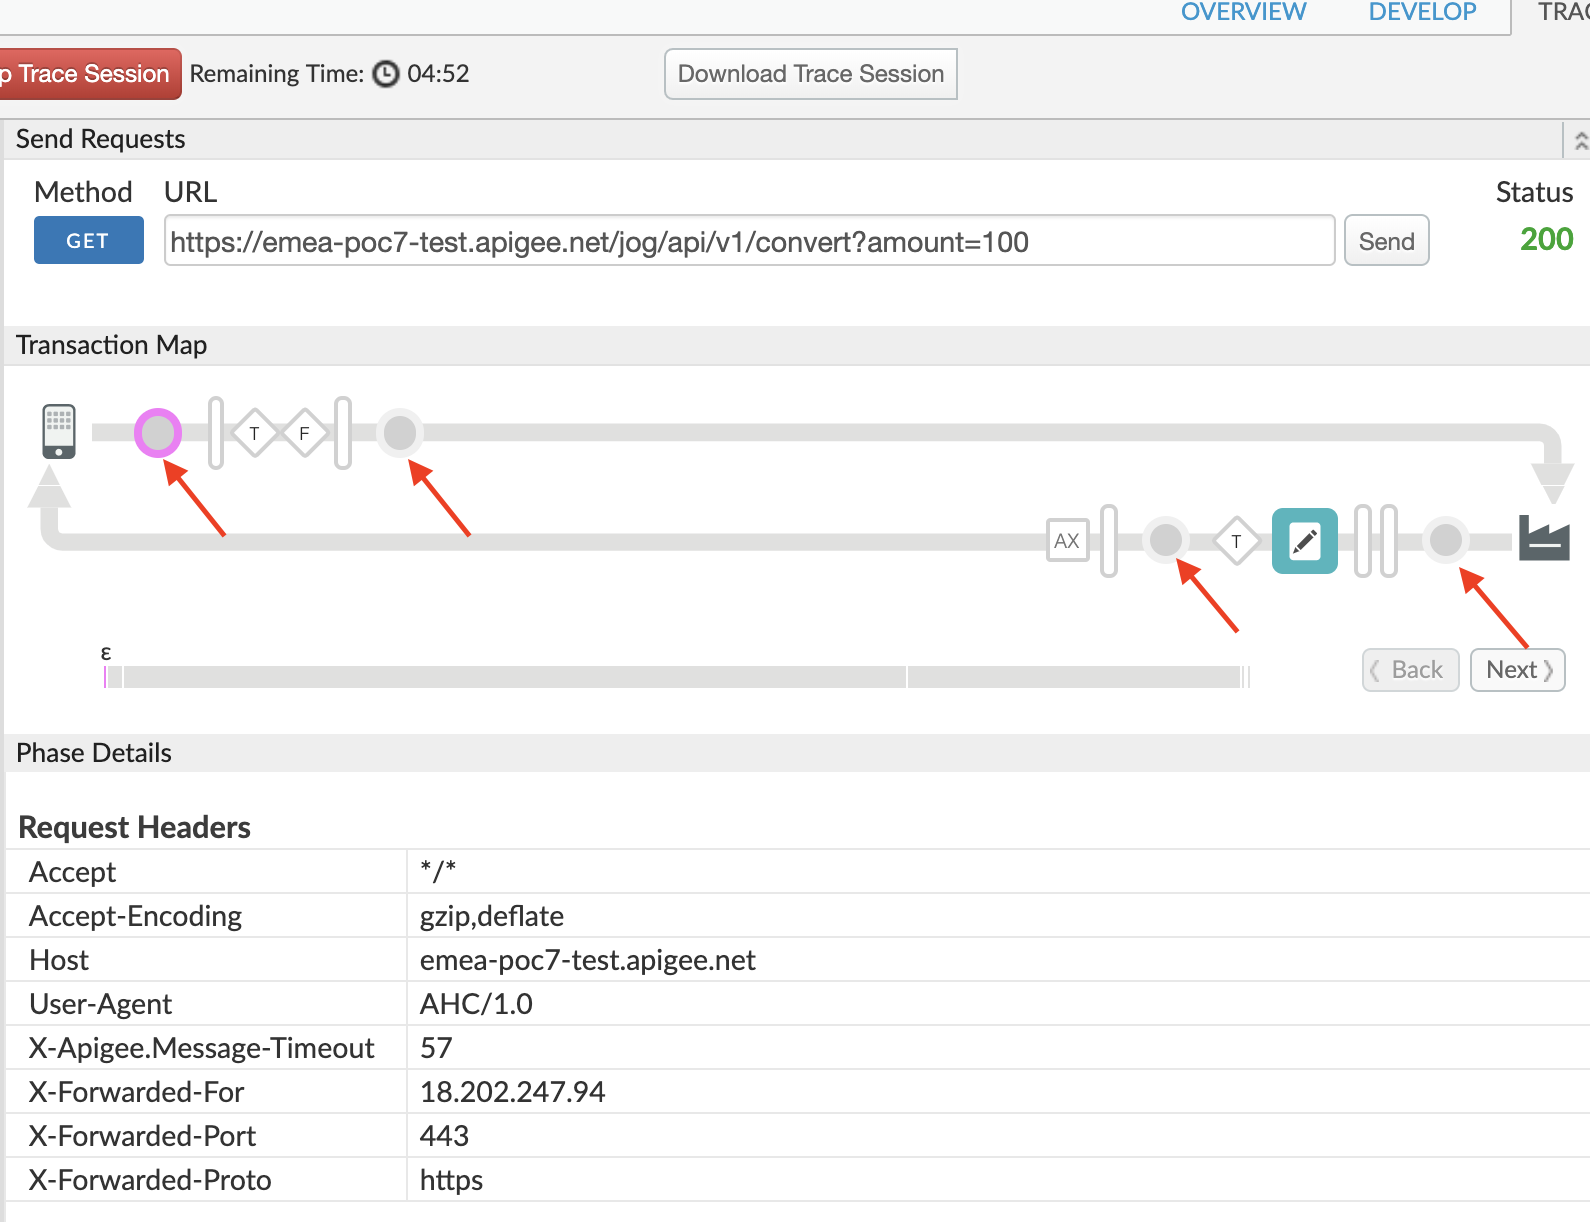 OVERVIEW DEVELOP TRAC
p Trace Session Remaining Time: 04:52 Download Trace Session
Send Requests
Method URL Status
GET https://emea-poc7-test.apigee.net/jog/api/v1/convert?amount=100 Send 200
Transaction Map
T F
AX T
ε
Back Next
Phase Details
Request Headers
Accept */*
Accept-Encoding gzip,deflate
Host emea-poc7-test.apigee.net
User-Agent AHC/1.0
X-Apigee.Message-Timeout 57
X-Forwarded-For 18.202.247.94
X-Forwarded-Port 443
X-Forwarded-Proto https